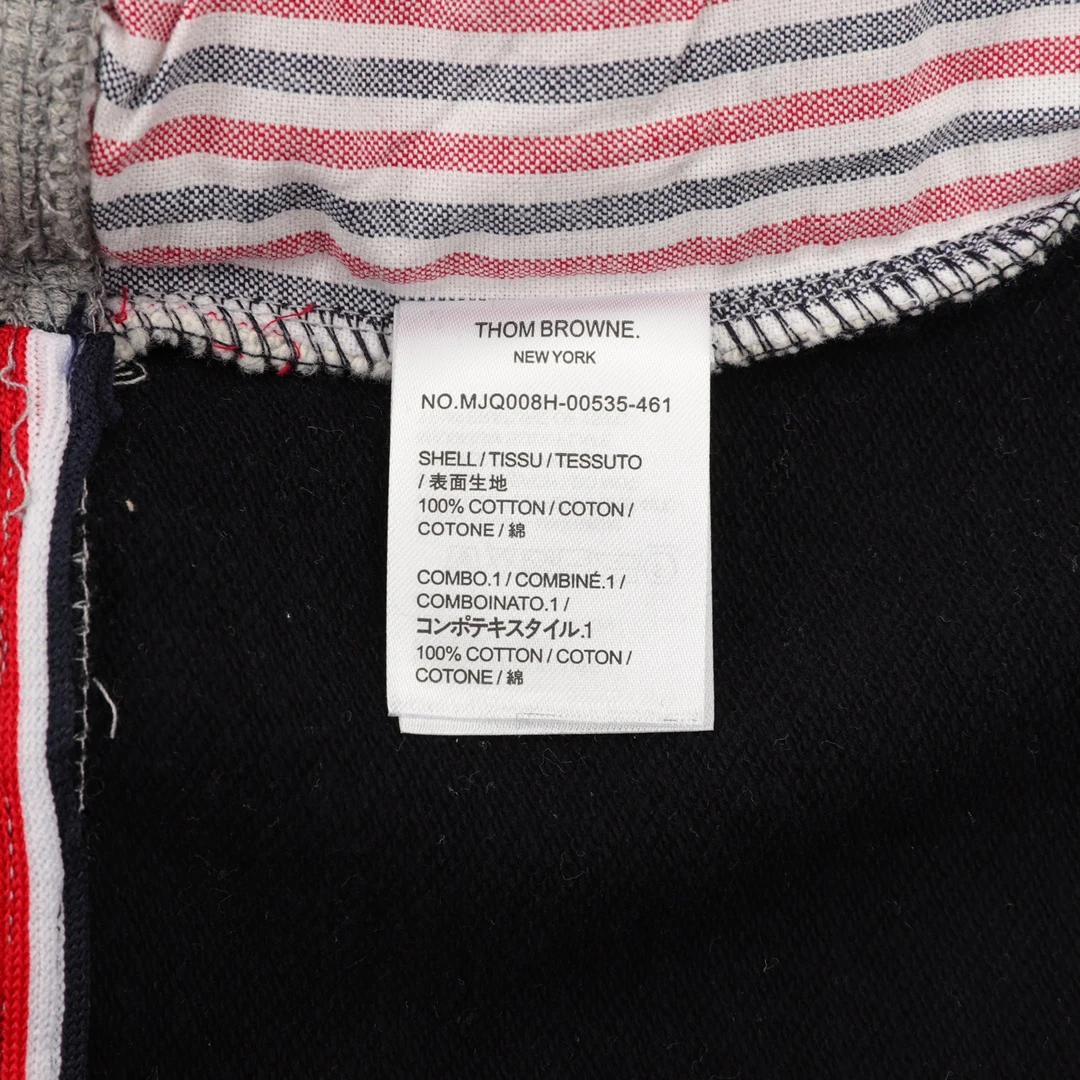 THOM BROWNE.
NEW YORK
NO.MJQ008H-00535-461
SHELL / TISSU / TESSUTO
/ 表面生地
100% COTTON / COTON /
COTONE / 綿
COMBO.1 / COMBINÉ.1 /
COMBOINATO.1 /
コンポテキスタイル.1
100% COTTON / COTON /
COTONE / 綿